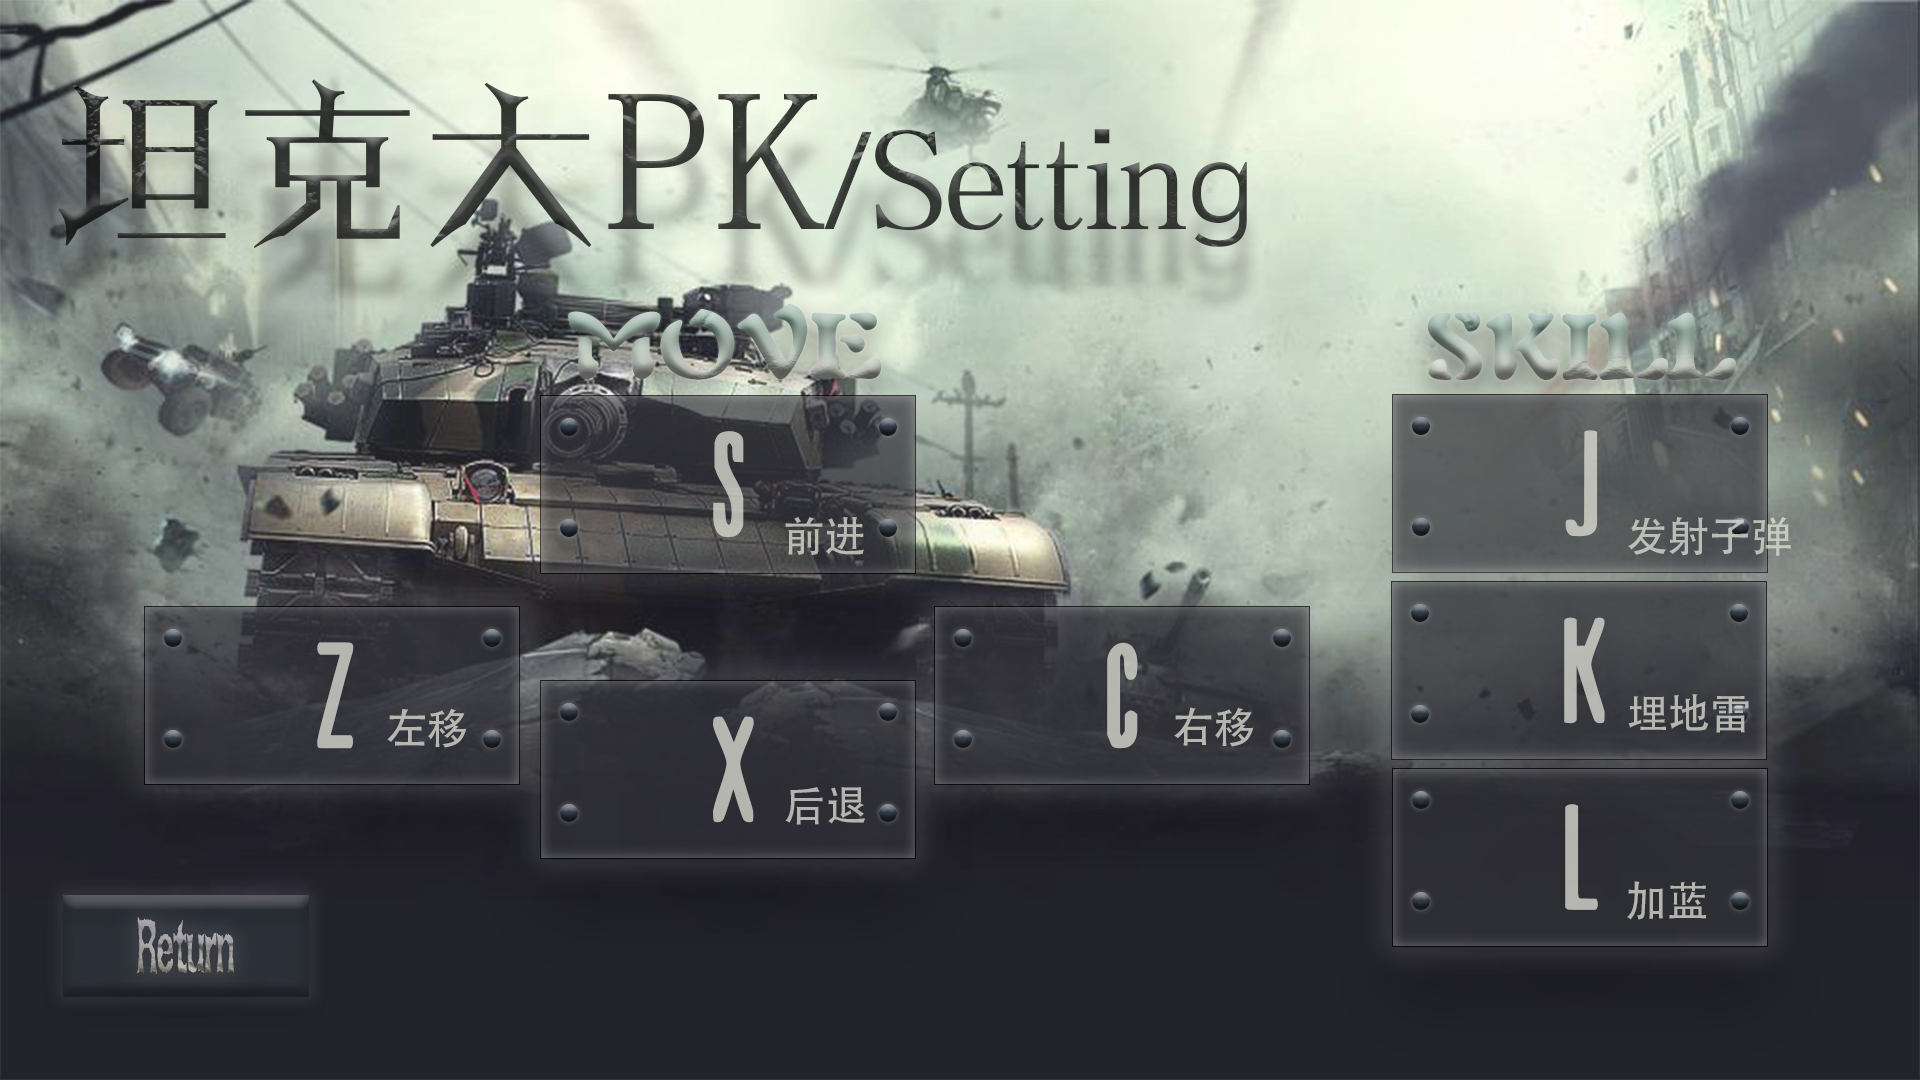 坦克大PK/Setting
MOVE
SKILL
S 前进
J 发射子弹
Z 左移
X 后退
C 右移
K 埋地雷
L 加蓝
Return